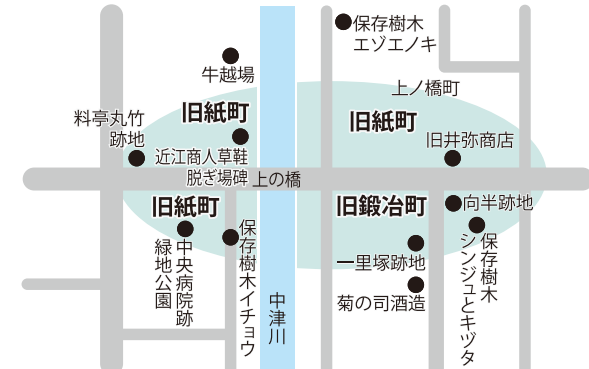 保存樹木
エゾエノキ
牛越場
上ノ橋町
旧紙町
料亭丸竹
跡地
旧紙町
旧井弥商店
近江商人草鞋
脱ぎ場碑
上の橋
旧紙町
旧鍛冶町
向半跡地
中央病院跡
緑地公園
保存樹木イチョウ
一里塚跡地
保存樹木
シンジュとキヅタ
菊の司酒造
中津川